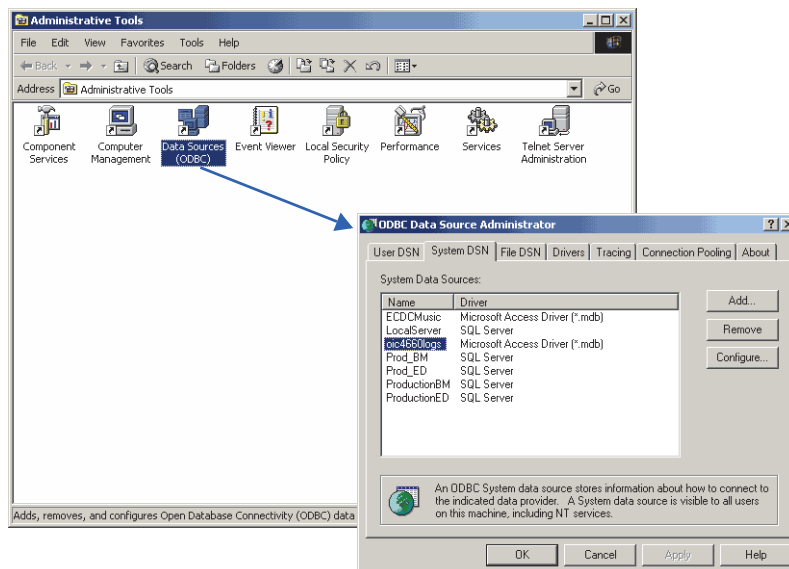 Administrative Tools
File Edit View Favorites Tools Help
Back Search Folders
Address Administrative Tools Go
Component Services
Computer Management
Data Sources (ODBC)
Event Viewer
Local Security Policy
Performance
Services
Telnet Server Administration
Adds, removes, and configures Open Database Connectivity (ODBC) data
ODBC Data Source Administrator
User DSN System DSN File DSN Drivers Tracing Connection Pooling About
System Data Sources:
Name Driver
ECDCMusic Microsoft Access Driver (*.mdb)
LocalServer SQL Server
oic4660logs Microsoft Access Driver (*.mdb)
Prod_BM SQL Server
Prod_ED SQL Server
ProductionBM SQL Server
ProductionED SQL Server
Add...
Remove
Configure...
An ODBC System data source stores information about how to connect to
the indicated data provider. A System data source is visible to all users
on this machine, including NT services.
OK Cancel Apply Help